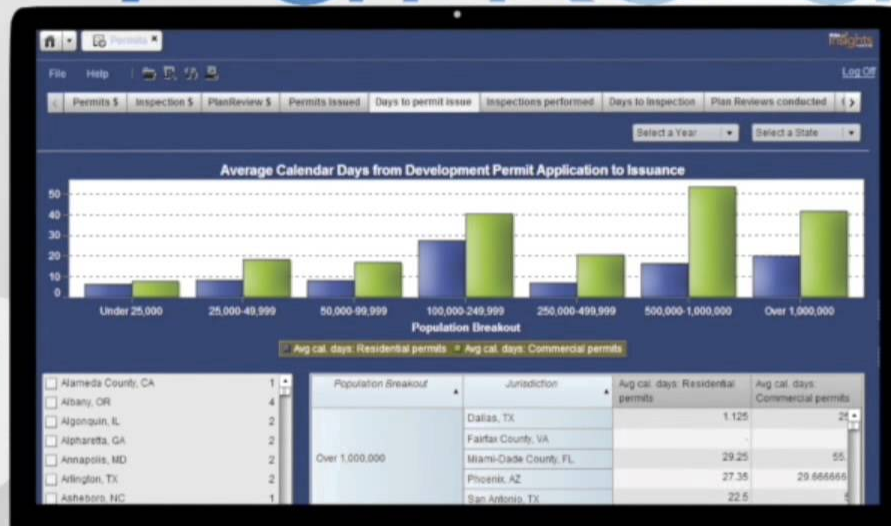 Permits
Insights
File Help
Log Off
Permits $ Inspection $ PlanReview $ Permits Issued Days to permit issue Inspections performed Days to Inspection Plan Reviews conducted
Select a Year Select a State
Average Calendar Days from Development Permit Application to Issuance
50
40
30
20
10
0
Under 25,000 25,000-49,999 50,000-99,999 100,000-249,999 250,000-499,999 500,000-1,000,000 Over 1,000,000
Population Breakout
Avg cal. days: Residential permits Avg cal. days: Commercial permits
Alameda County, CA 1
Albany, OR 4
Algonquin, IL 2
Alpharetta, GA 2
Annapolis, MD 2
Arlington, TX 2
Asheboro, NC 1
Population Breakout Jurisdiction Avg cal. days: Residential permits Avg cal. days: Commercial permits
Over 1,000,000
Dallas, TX 1.125 25
Fairfax County, VA -
Miami-Dade County, FL 29.25 55.
Phoenix, AZ 27.35 29.666666
San Antonio, TX 22.5